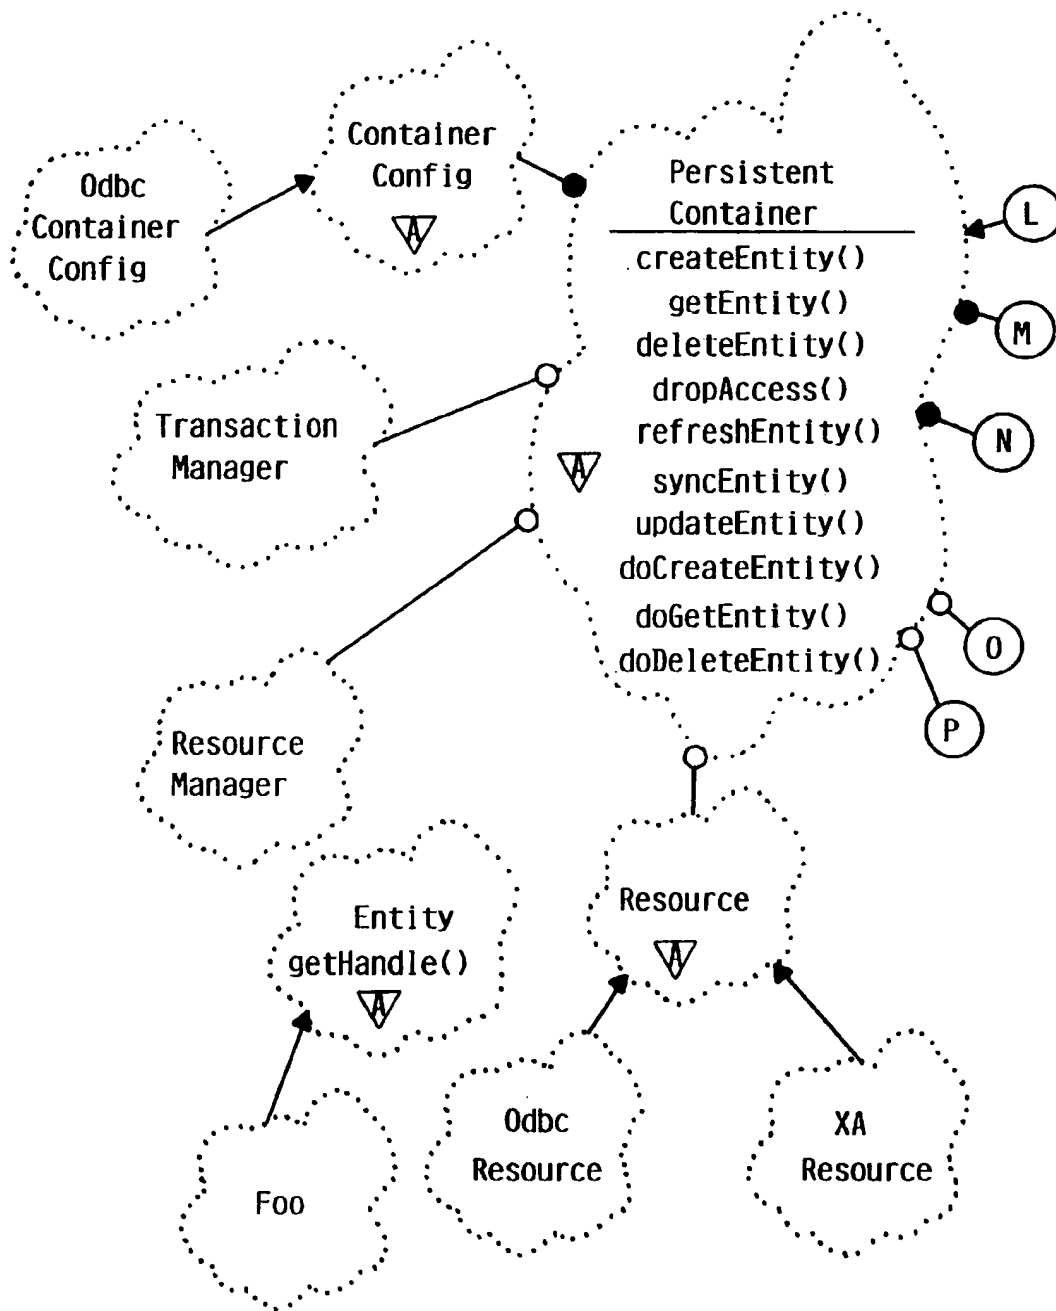 Container
Config
A
Odbc
Container
Config
Persistent
Container
createEntity()
getEntity()
deleteEntity()
dropAccess()
refreshEntity()
syncEntity()
updateEntity()
doCreateEntity()
doGetEntity()
doDeleteEntity()
A
L
M
N
O
P
Transaction
Manager
Resource
Manager
Entity
getHandle()
A
Resource
A
Foo
Odbc
Resource
XA
Resource